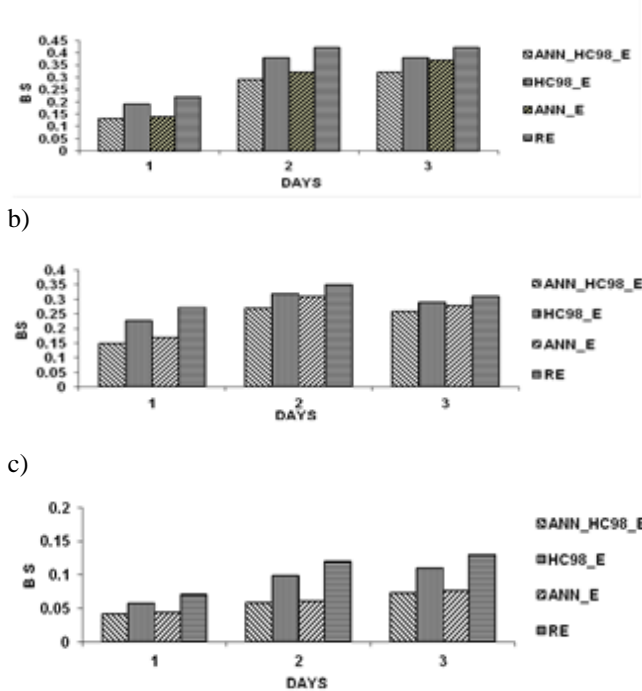 0.45
0.4
0.35
0.3
0.25
0.2
0.15
0.1
0.05
0
BS
1 2 3
DAYS
ANN_HC98_E
HC98_E
ANN_E
RE
b)
0.4
0.35
0.3
0.25
0.2
0.15
0.1
0.05
0
BS
1 2 3
DAYS
ANN_HC98_E
HC98_E
ANN_E
RE
c)
0.2
0.15
0.1
0.05
0
BS
1 2 3
DAYS
ANN_HC98_E
HC98_E
ANN_E
RE